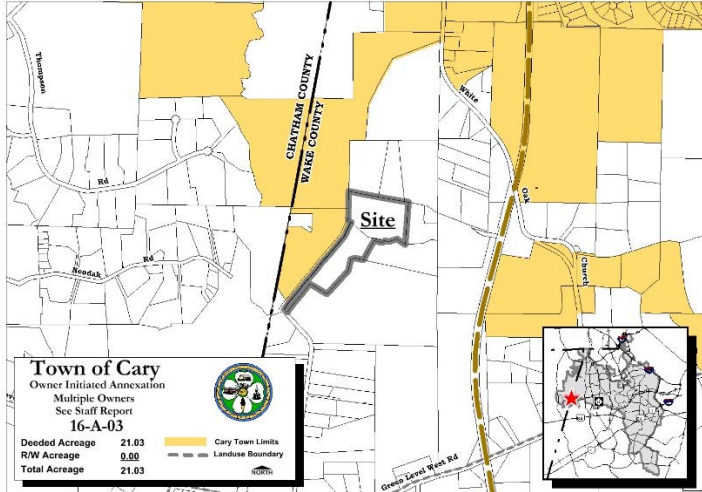 Thompson
Rd
CHATHAM COUNTY
WAKE COUNTY
White
Oak
Church
Site
Rd
Needak
Green Level West Rd
Town of Cary
Owner Initiated Annexation
Multiple Owners
See Staff Report
16-A-03
Deeded Acreage 21.03
R/W Acreage 0.00
Total Acreage 21.03
Cary Town Limits
Landuse Boundary
NORTH